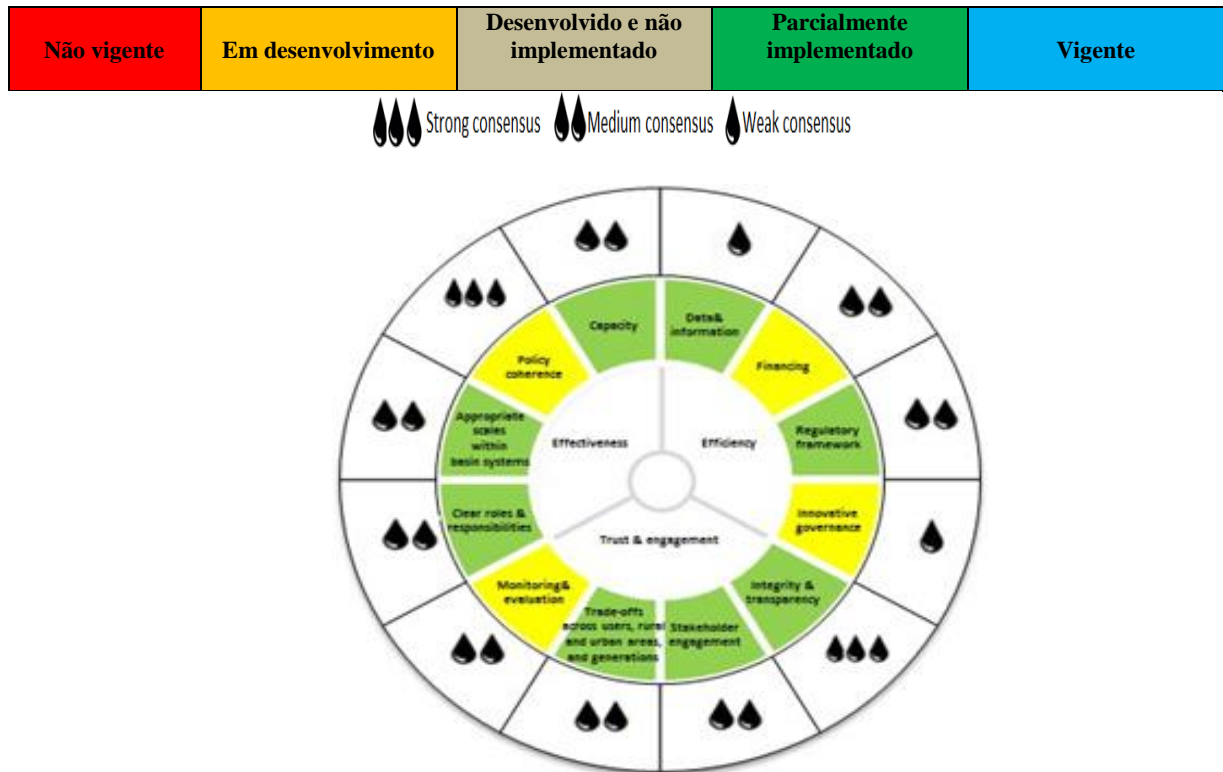 Não vigente
Em desenvolvimento
Desenvolvido e não
implementado
Parcialmente
implementado
Vigente
Strong consensus
Medium consensus
Weak consensus
Capacity
Data&
information
Policy
coherence
Financing
Appropriate
scales
within
basin systems
Effectiveness
Efficiency
Regulatory
framework
Clear roles &
responsibilities
Innovative
governance
Trust & engagement
Monitoring&
evaluation
Integrity &
transparency
Trade-offs
across users, rural
and urban areas,
and generations
Stakeholder
engagement